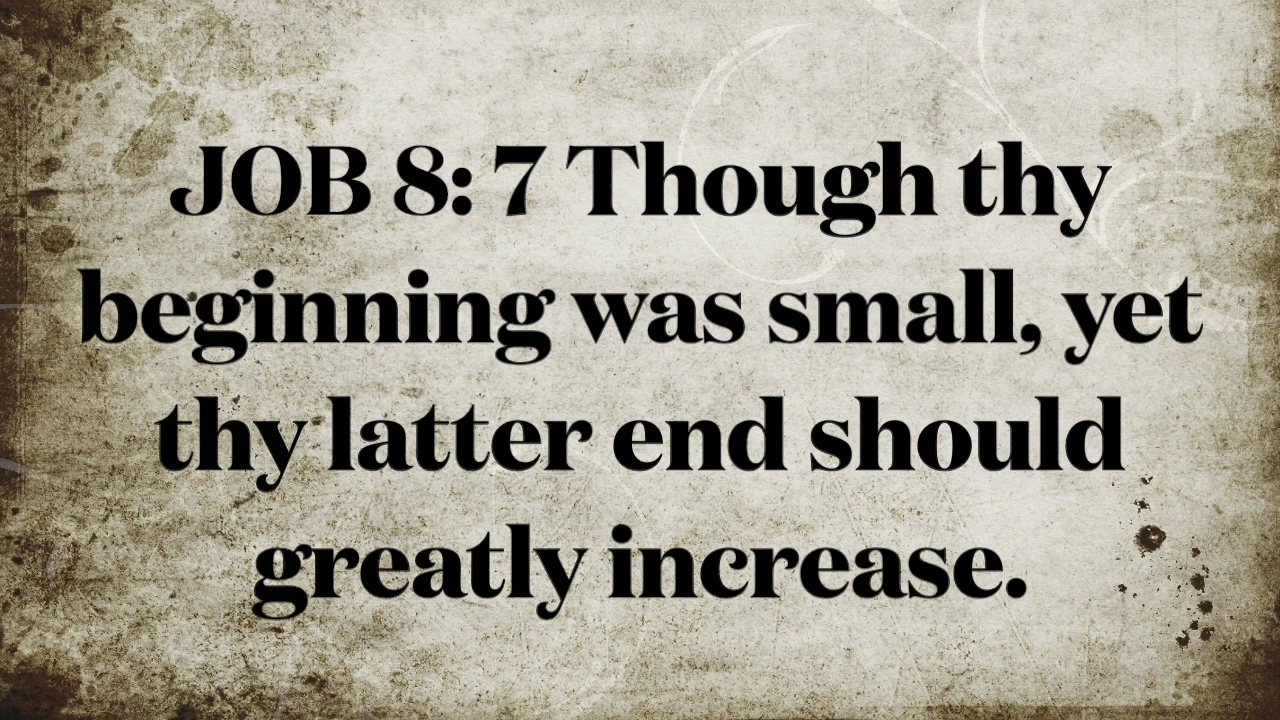 JOB 8: 7 Though thy
beginning was small, yet
thy latter end should
greatly increase.